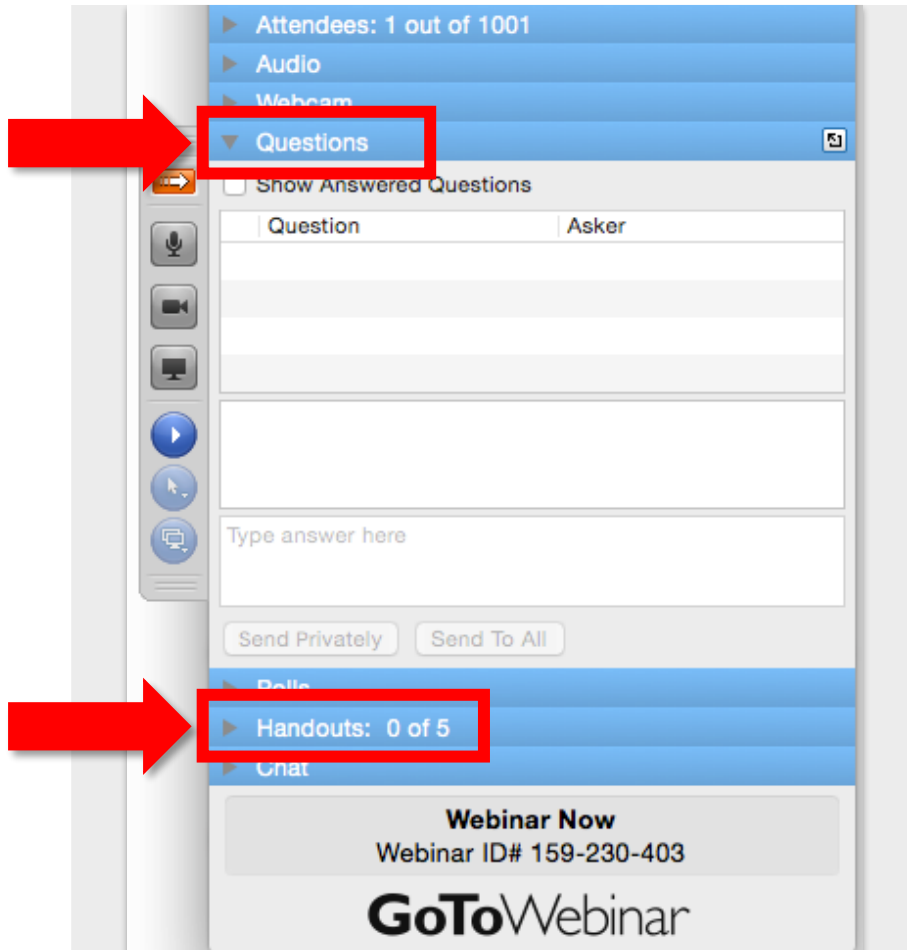 Attendees: 1 out of 1001
Audio
Webcam
Questions
Show Answered Questions
Question Asker
Type answer here
Send Privately Send To All
Polls
Handouts: 0 of 5
Chat
Webinar Now
Webinar ID# 159-230-403
GoToWebinar